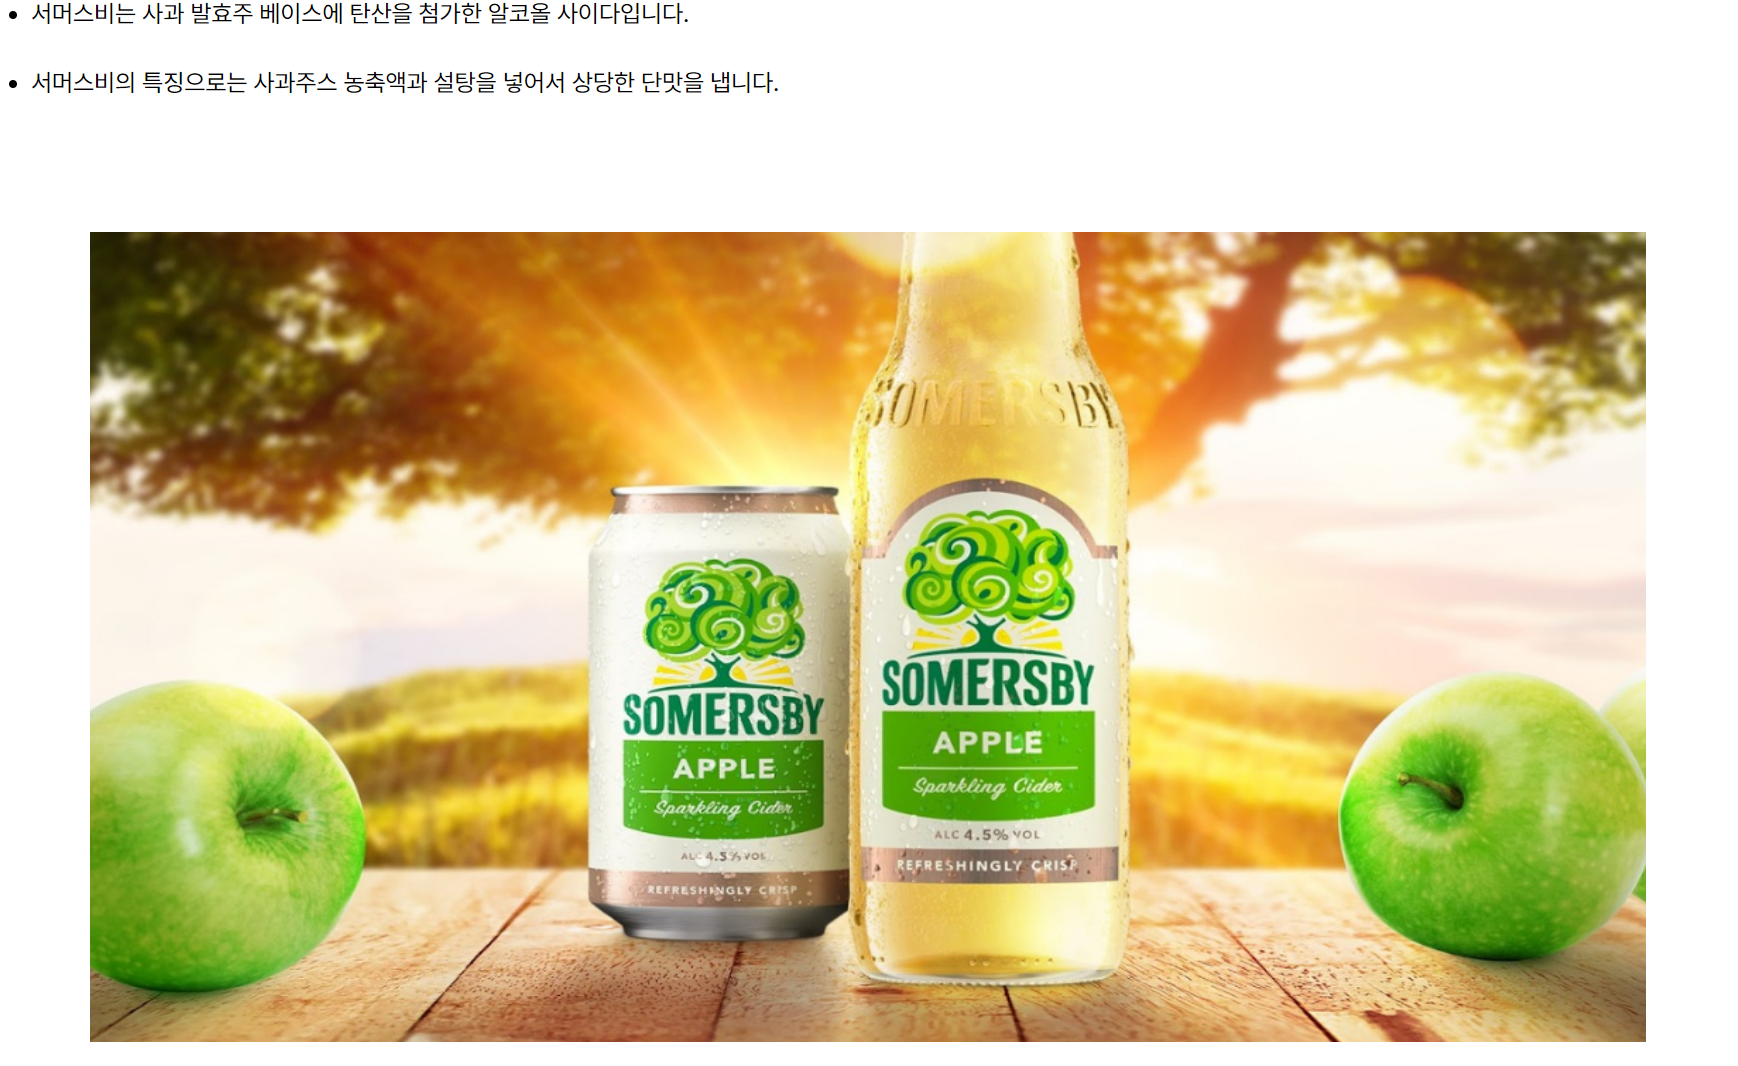 서머스비는 사과 발효주 베이스에 탄산을 첨가한 알코올 사이다입니다.
서머스비의 특징으로는 사과주스 농축액과 설탕을 넣어서 상당한 단맛을 냅니다.
SOMERSBY
SOMERSBY
APPLE
Sparkling Cider
ALC 4.5% VOL
REFRESHINGLY CRISP
SOMERSBY
APPLE
Sparkling Cider
ALC 4.5% VOL
REFRESHINGLY CRISP